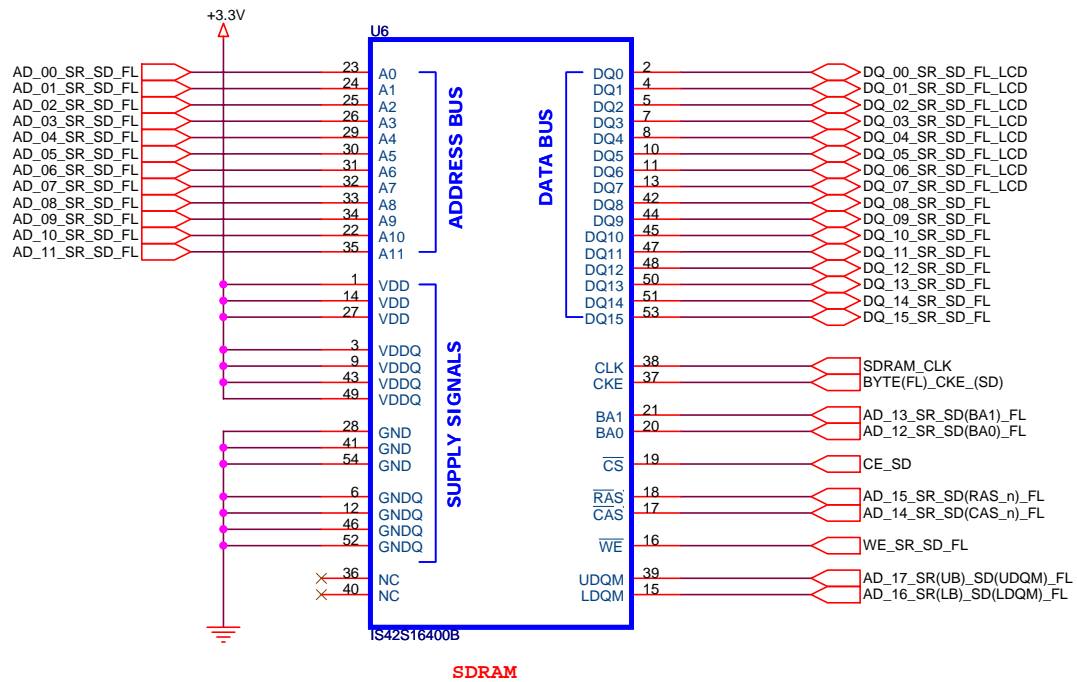 +3.3V
U6
AD_00_SR_SD_FL 23 A0 DQ0 2 DQ_00_SR_SD_FL_LCD
AD_01_SR_SD_FL 24 A1 DQ1 4 DQ_01_SR_SD_FL_LCD
AD_02_SR_SD_FL 25 A2 DQ2 5 DQ_02_SR_SD_FL_LCD
AD_03_SR_SD_FL 26 A3 DQ3 7 DQ_03_SR_SD_FL_LCD
AD_04_SR_SD_FL 29 A4 DQ4 8 DQ_04_SR_SD_FL_LCD
AD_05_SR_SD_FL 30 A5 DQ5 10 DQ_05_SR_SD_FL_LCD
AD_06_SR_SD_FL 31 A6 DQ6 11 DQ_06_SR_SD_FL_LCD
AD_07_SR_SD_FL 32 A7 DQ7 13 DQ_07_SR_SD_FL_LCD
AD_08_SR_SD_FL 33 A8 DQ8 42 DQ_08_SR_SD_FL
AD_09_SR_SD_FL 34 A9 DQ9 44 DQ_09_SR_SD_FL
AD_10_SR_SD_FL 22 A10 DQ10 45 DQ_10_SR_SD_FL
AD_11_SR_SD_FL 35 A11 DQ11 47 DQ_11_SR_SD_FL
DQ12 48 DQ_12_SR_SD_FL
1 VDD DQ13 50 DQ_13_SR_SD_FL
14 VDD DQ14 51 DQ_14_SR_SD_FL
27 VDD DQ15 53 DQ_15_SR_SD_FL
ADDRESS BUS
DATA BUS
3 VDDQ
9 VDDQ CLK 38 SDRAM_CLK
43 VDDQ CKE 37 BYTE(FL)_CKE_(SD)
49 VDDQ
BA1 21 AD_13_SR_SD(BA1)_FL
28 GND BA0 20 AD_12_SR_SD(BA0)_FL
41 GND
54 GND CS 19 CE_SD
SUPPLY SIGNALS
6 GNDQ RAS 18 AD_15_SR_SD(RAS_n)_FL
12 GNDQ CAS 17 AD_14_SR_SD(CAS_n)_FL
46 GNDQ
52 GNDQ WE 16 WE_SR_SD_FL
36 NC UDQM 39 AD_17_SR(UB)_SD(UDQM)_FL
40 NC LDQM 15 AD_16_SR(LB)_SD(LDQM)_FL
IS42S16400B
SDRAM